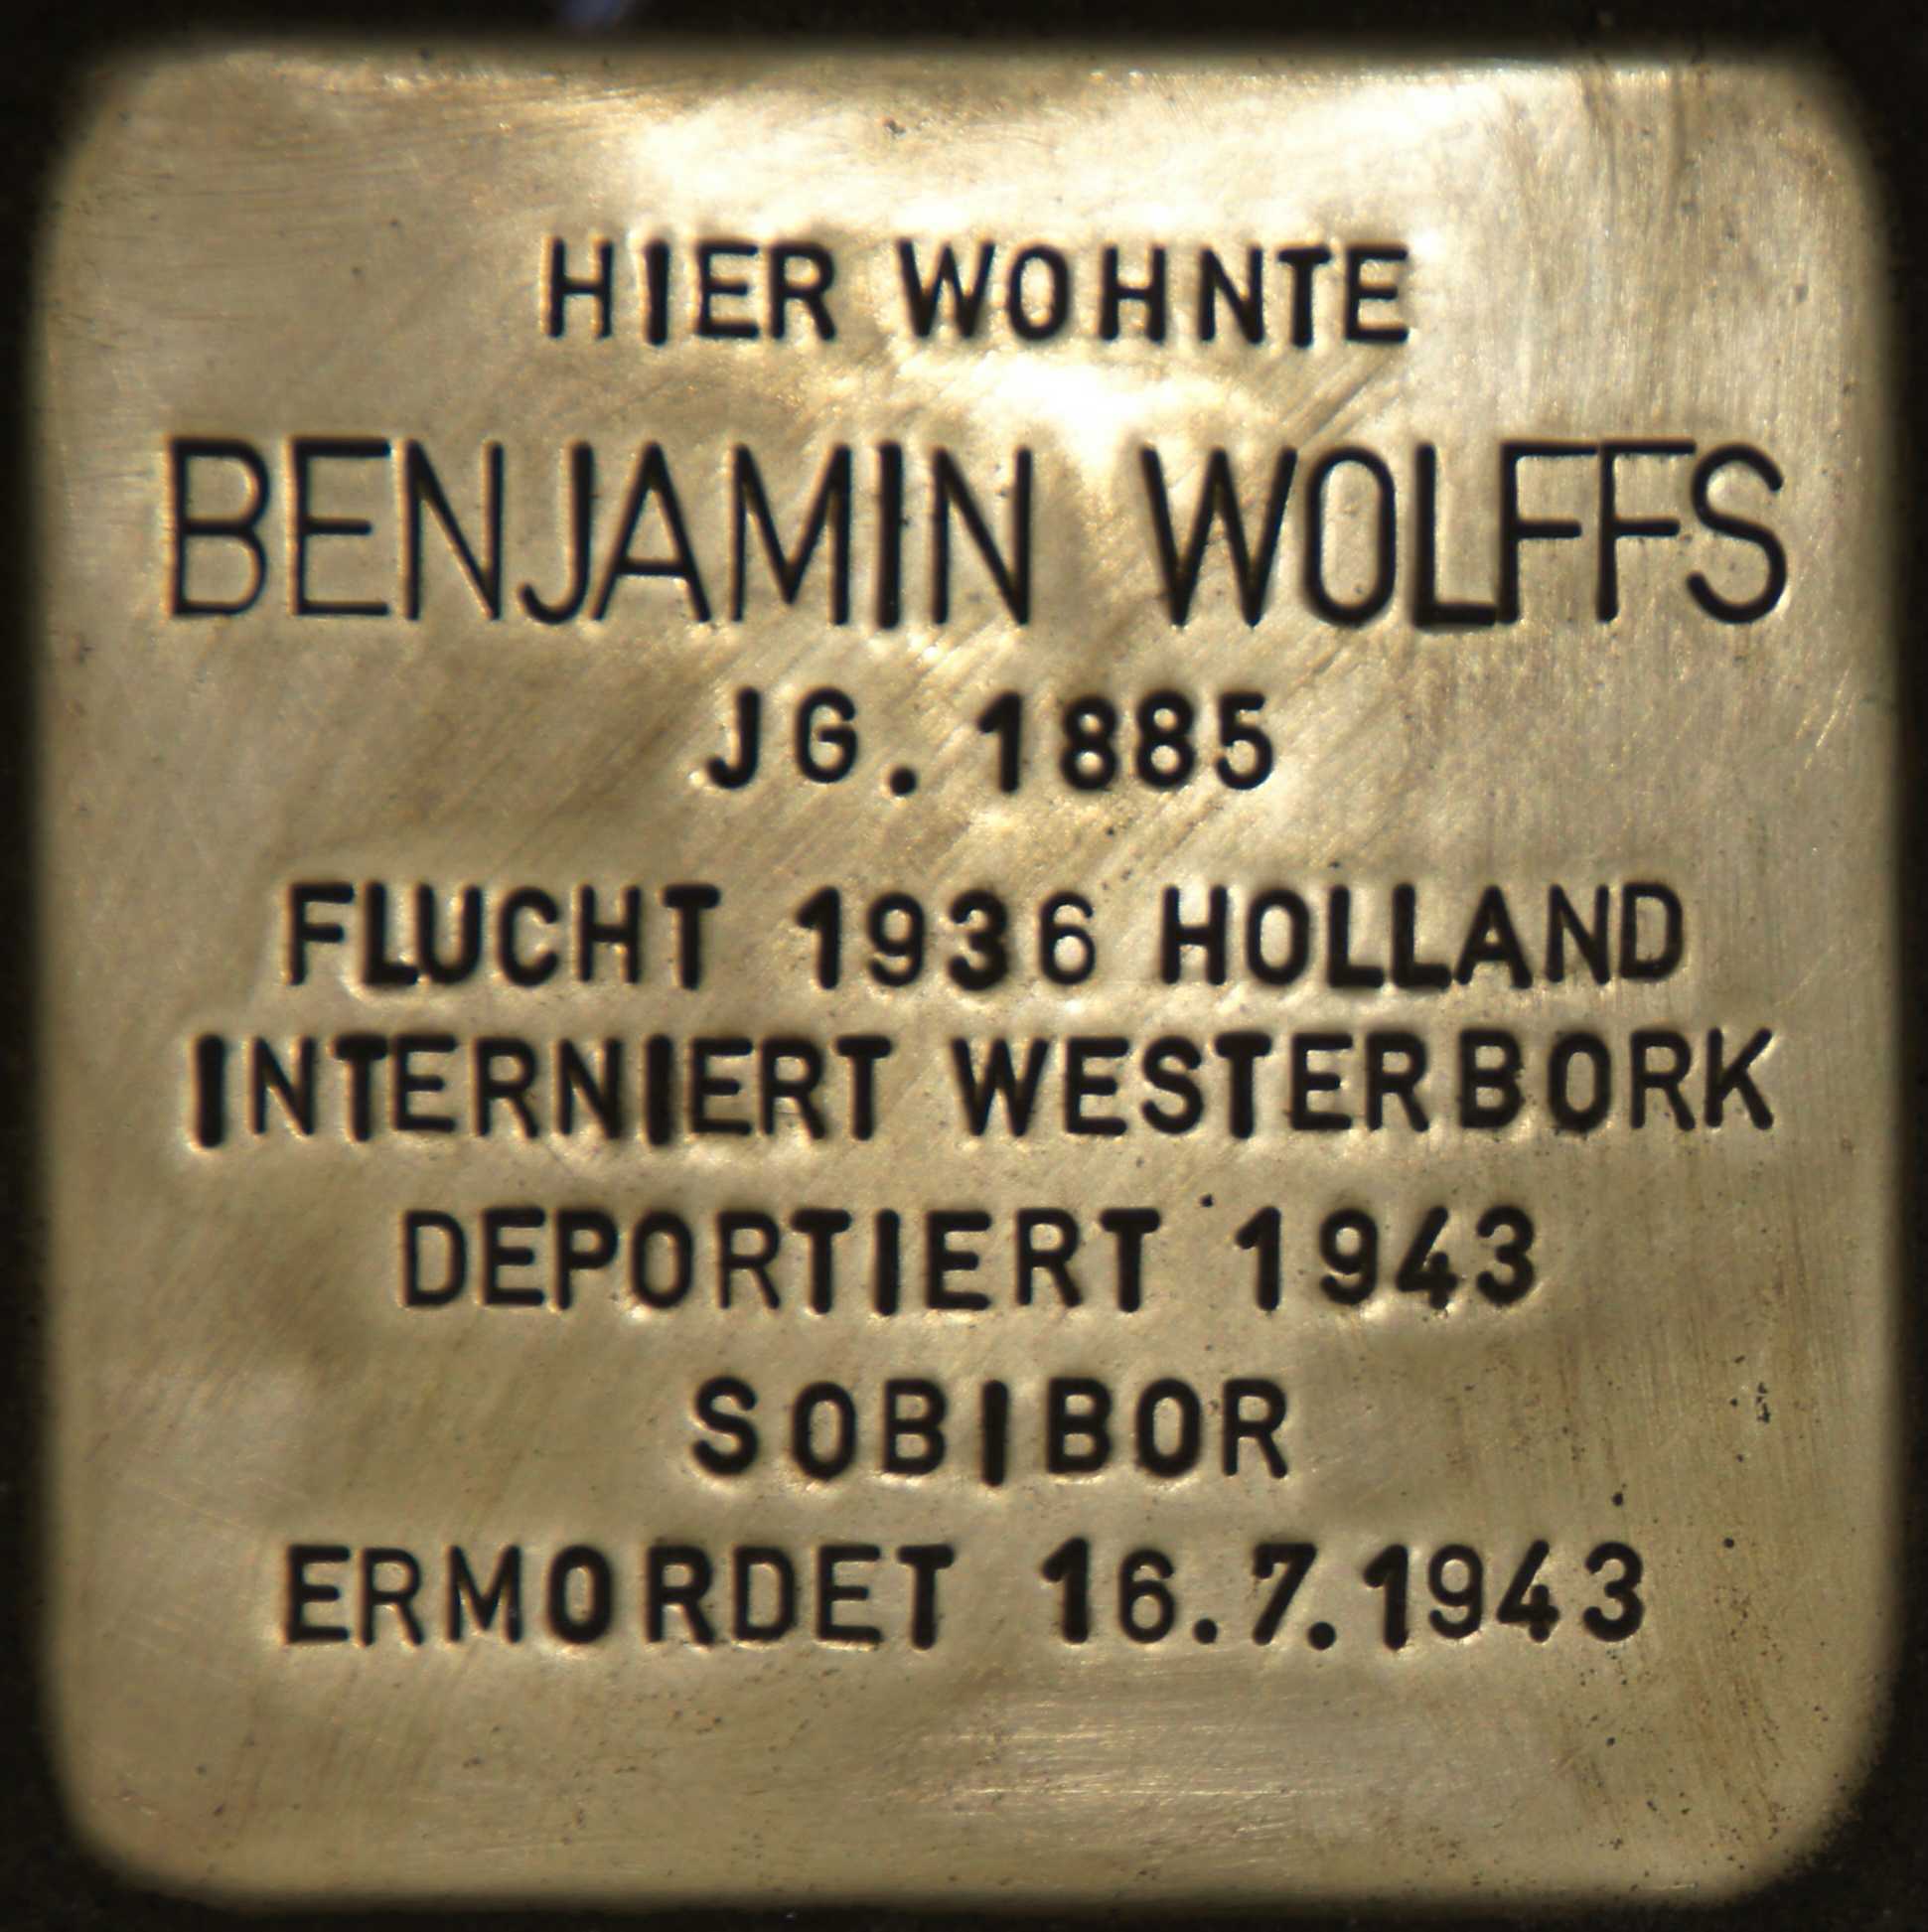 HIER WOHNTE
BENJAMIN WOLFFS
JG. 1885
FLUCHT 1936 HOLLAND
INTERNIERT WESTERBORK
DEPORTIERT 1943
SOBIBOR
ERMORDET 16.7.1943